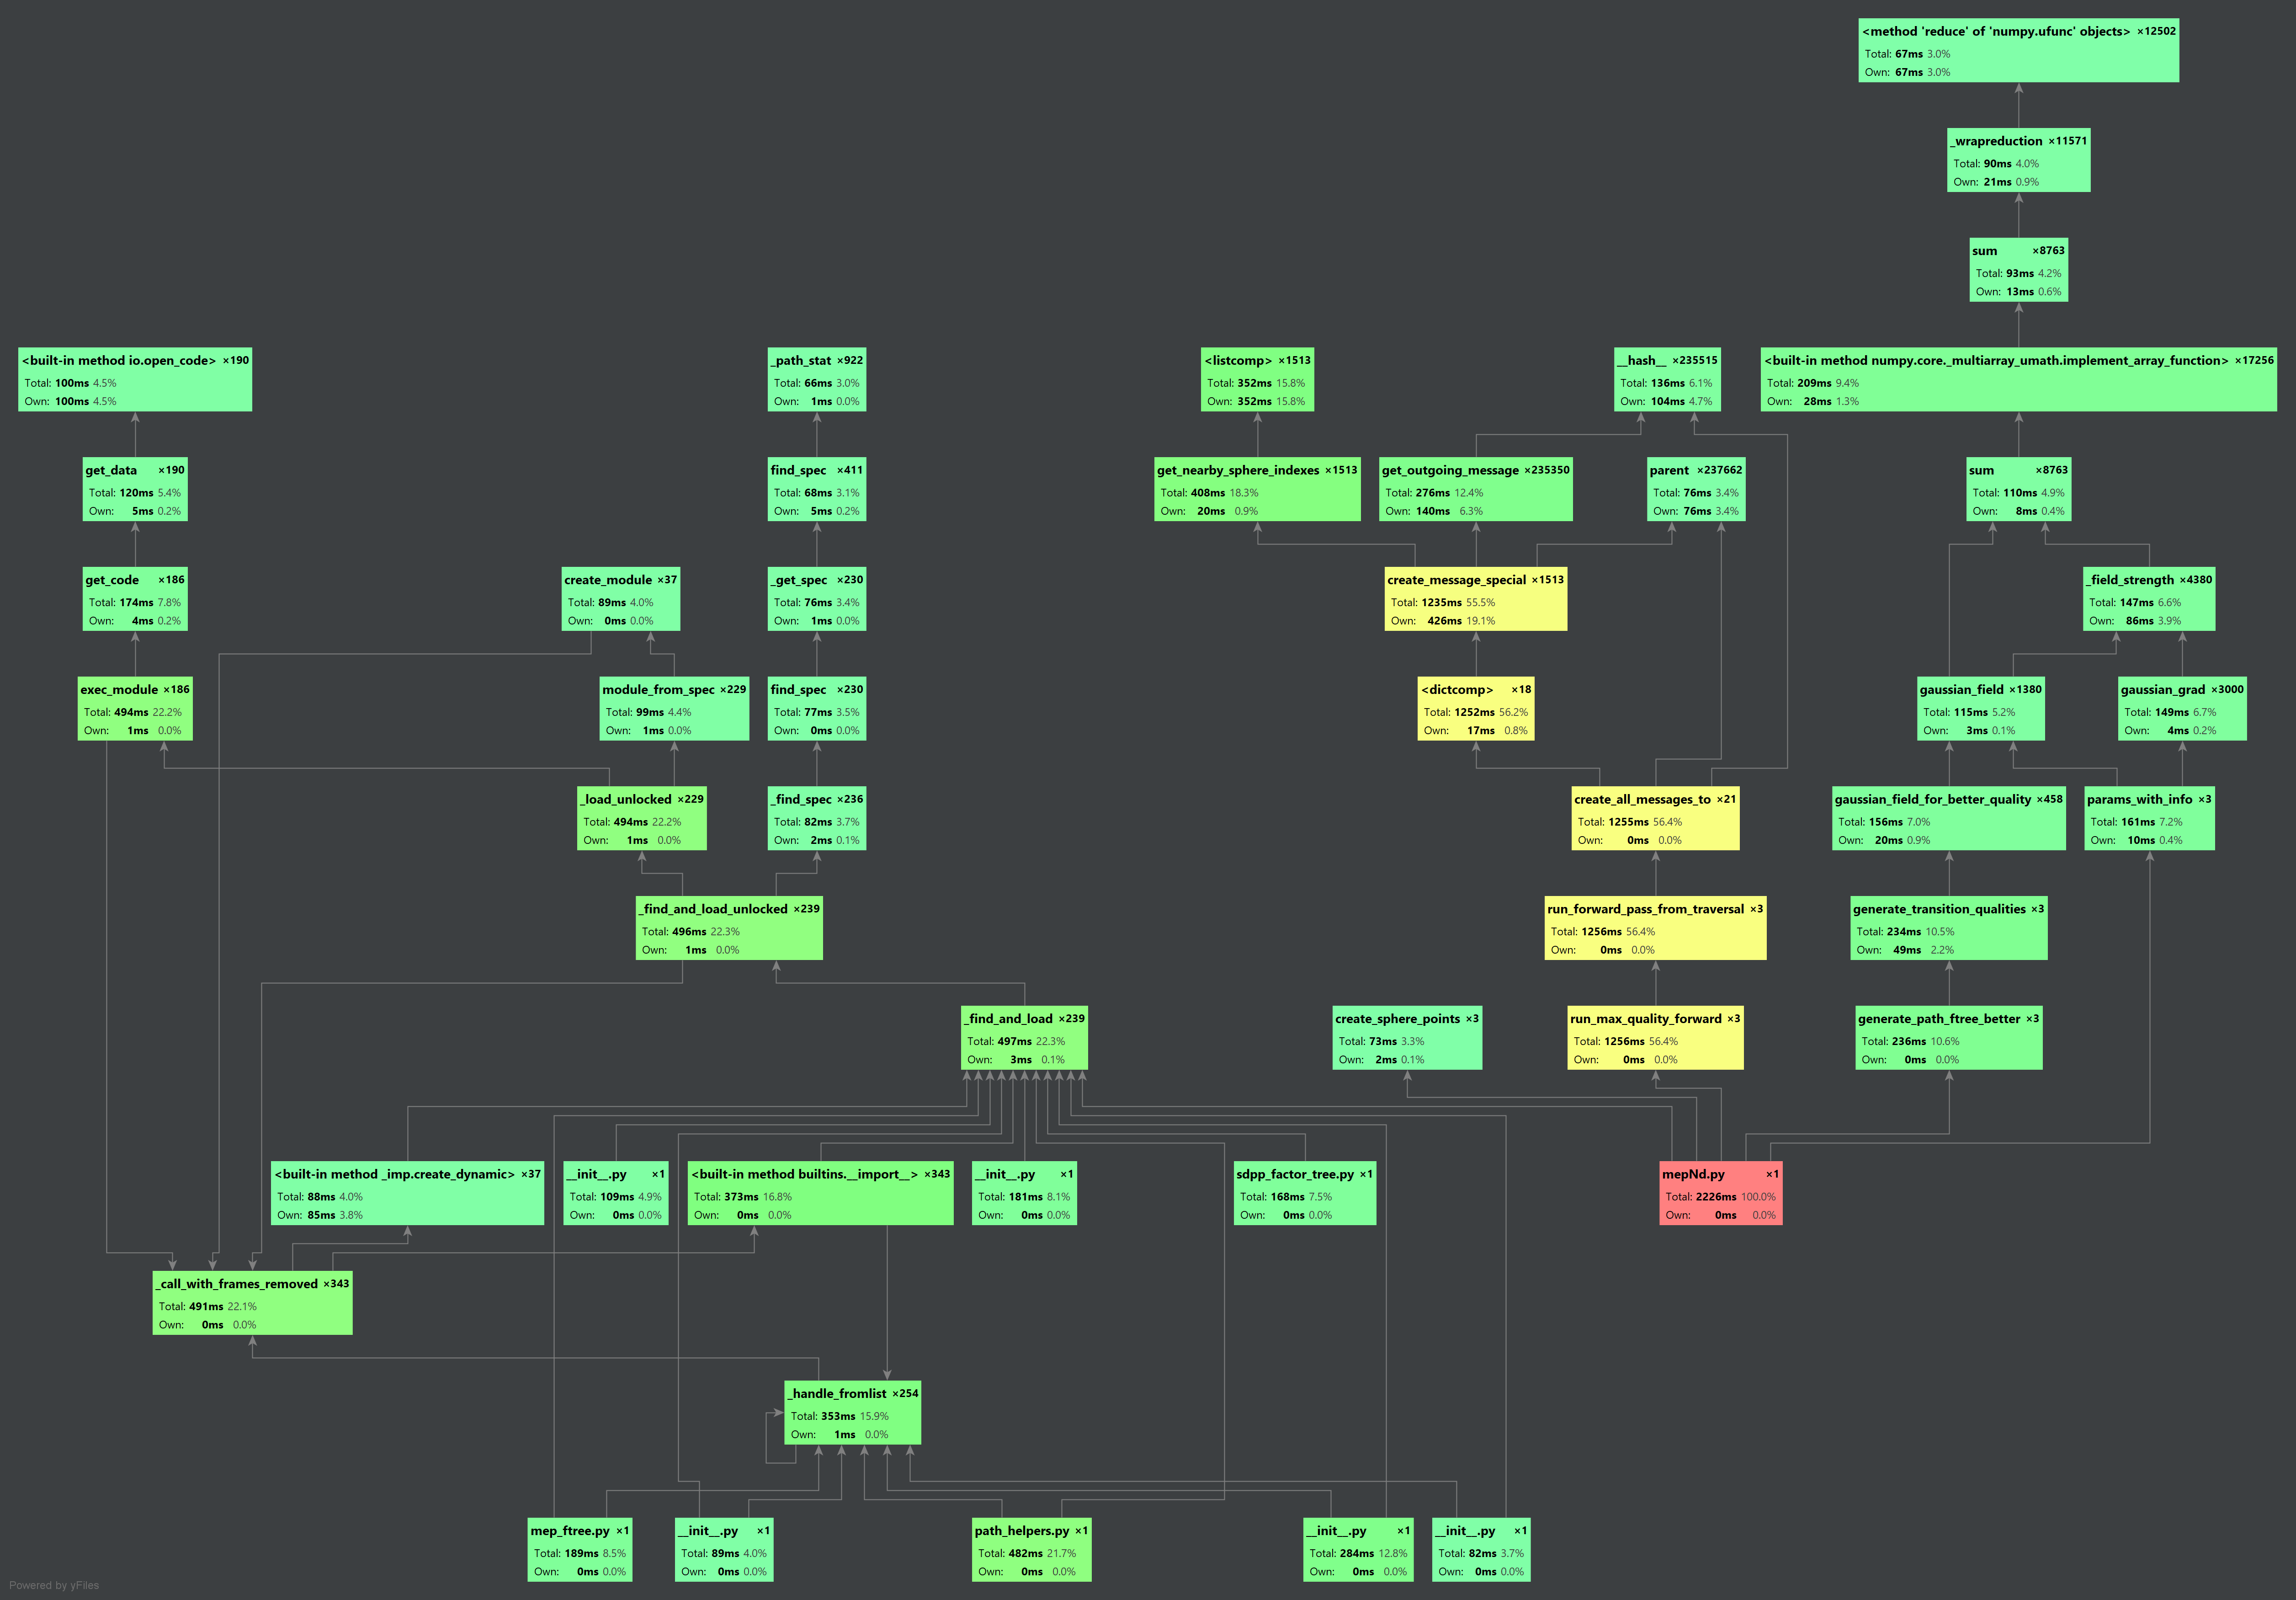 <method 'reduce' of 'numpy.ufunc' objects> ×12502
Total: 67ms 3.0%
Own: 67ms 3.0%
_wrapreduction ×11571
Total: 90ms 4.0%
Own: 21ms 0.9%
sum ×8763
Total: 93ms 4.2%
Own: 13ms 0.6%
<built-in method io.open_code> ×190
Total: 100ms 4.5%
Own: 100ms 4.5%
_path_stat ×922
Total: 66ms 3.0%
Own: 1ms 0.0%
<listcomp> ×1513
Total: 352ms 15.8%
Own: 352ms 15.8%
__hash__ ×235515
Total: 136ms 6.1%
Own: 104ms 4.7%
<built-in method numpy.core._multiarray_umath.implement_array_function> ×17256
Total: 209ms 9.4%
Own: 28ms 1.3%
get_data ×190
Total: 120ms 5.4%
Own: 5ms 0.2%
find_spec ×411
Total: 68ms 3.1%
Own: 5ms 0.2%
get_nearby_sphere_indexes ×1513
Total: 408ms 18.3%
Own: 20ms 0.9%
get_outgoing_message ×235350
Total: 276ms 12.4%
Own: 140ms 6.3%
parent ×237662
Total: 76ms 3.4%
Own: 76ms 3.4%
sum ×8763
Total: 110ms 4.9%
Own: 8ms 0.4%
get_code ×186
Total: 174ms 7.8%
Own: 4ms 0.2%
create_module ×37
Total: 89ms 4.0%
Own: 0ms 0.0%
_get_spec ×230
Total: 76ms 3.4%
Own: 1ms 0.0%
create_message_special ×1513
Total: 1235ms 55.5%
Own: 426ms 19.1%
_field_strength ×4380
Total: 147ms 6.6%
Own: 86ms 3.9%
exec_module ×186
Total: 494ms 22.2%
Own: 1ms 0.0%
module_from_spec ×229
Total: 99ms 4.4%
Own: 1ms 0.0%
find_spec ×230
Total: 77ms 3.5%
Own: 0ms 0.0%
<dictcomp> ×18
Total: 1252ms 56.2%
Own: 17ms 0.8%
gaussian_field ×1380
Total: 115ms 5.2%
Own: 3ms 0.1%
gaussian_grad ×3000
Total: 149ms 6.7%
Own: 4ms 0.2%
_load_unlocked ×229
Total: 494ms 22.2%
Own: 1ms 0.0%
_find_spec ×236
Total: 82ms 3.7%
Own: 2ms 0.1%
create_all_messages_to ×21
Total: 1255ms 56.4%
Own: 0ms 0.0%
gaussian_field_for_better_quality ×458
Total: 156ms 7.0%
Own: 20ms 0.9%
params_with_info ×3
Total: 161ms 7.2%
Own: 10ms 0.4%
_find_and_load_unlocked ×239
Total: 496ms 22.3%
Own: 1ms 0.0%
run_forward_pass_from_traversal ×3
Total: 1256ms 56.4%
Own: 0ms 0.0%
generate_transition_qualities ×3
Total: 234ms 10.5%
Own: 49ms 2.2%
_find_and_load ×239
Total: 497ms 22.3%
Own: 3ms 0.1%
create_sphere_points ×3
Total: 73ms 3.3%
Own: 2ms 0.1%
run_max_quality_forward ×3
Total: 1256ms 56.4%
Own: 0ms 0.0%
generate_path_ftree_better ×3
Total: 236ms 10.6%
Own: 0ms 0.0%
<built-in method _imp.create_dynamic> ×37
Total: 88ms 4.0%
Own: 85ms 3.8%
__init__.py ×1
Total: 109ms 4.9%
Own: 0ms 0.0%
<built-in method builtins.__import__> ×343
Total: 373ms 16.8%
Own: 0ms 0.0%
__init__.py ×1
Total: 181ms 8.1%
Own: 0ms 0.0%
sdpp_factor_tree.py ×1
Total: 168ms 7.5%
Own: 0ms 0.0%
mepNd.py ×1
Total: 2226ms 100.0%
Own: 0ms 0.0%
_call_with_frames_removed ×343
Total: 491ms 22.1%
Own: 0ms 0.0%
_handle_fromlist ×254
Total: 353ms 15.9%
Own: 1ms 0.0%
mep_ftree.py ×1
Total: 189ms 8.5%
Own: 0ms 0.0%
__init__.py ×1
Total: 89ms 4.0%
Own: 0ms 0.0%
path_helpers.py ×1
Total: 482ms 21.7%
Own: 0ms 0.0%
__init__.py ×1
Total: 284ms 12.8%
Own: 0ms 0.0%
__init__.py ×1
Total: 82ms 3.7%
Own: 0ms 0.0%
Powered by yFiles